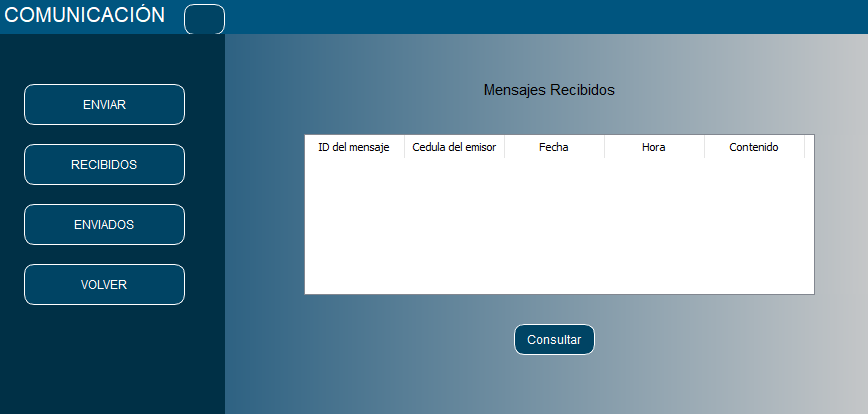 COMUNICACIÓN
ENVIAR
RECIBIDOS
ENVIADOS
VOLVER
Mensajes Recibidos
ID del mensaje Cedula del emisor Fecha Hora Contenido
Consultar